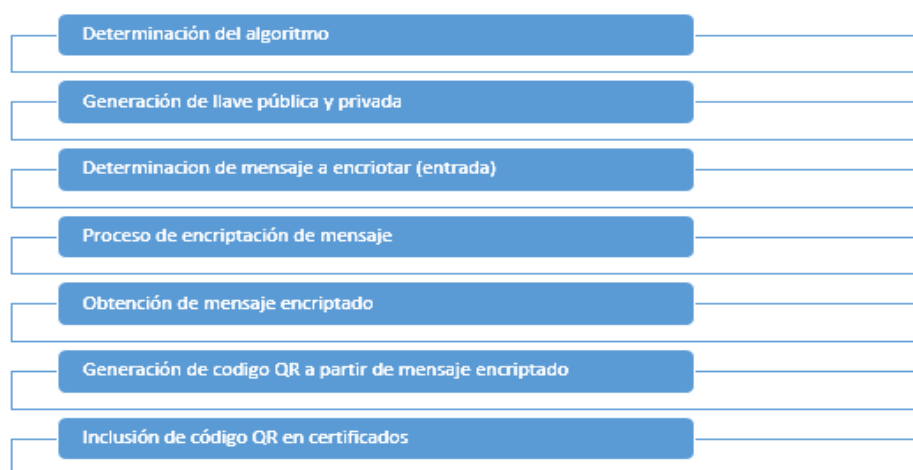 Determinación del algoritmo
Generación de llave pública y privada
Determinacion de mensaje a encriotar (entrada)
Proceso de encriptación de mensaje
Obtención de mensaje encriptado
Generación de codigo QR a partir de mensaje encriptado
Inclusión de código QR en certificados